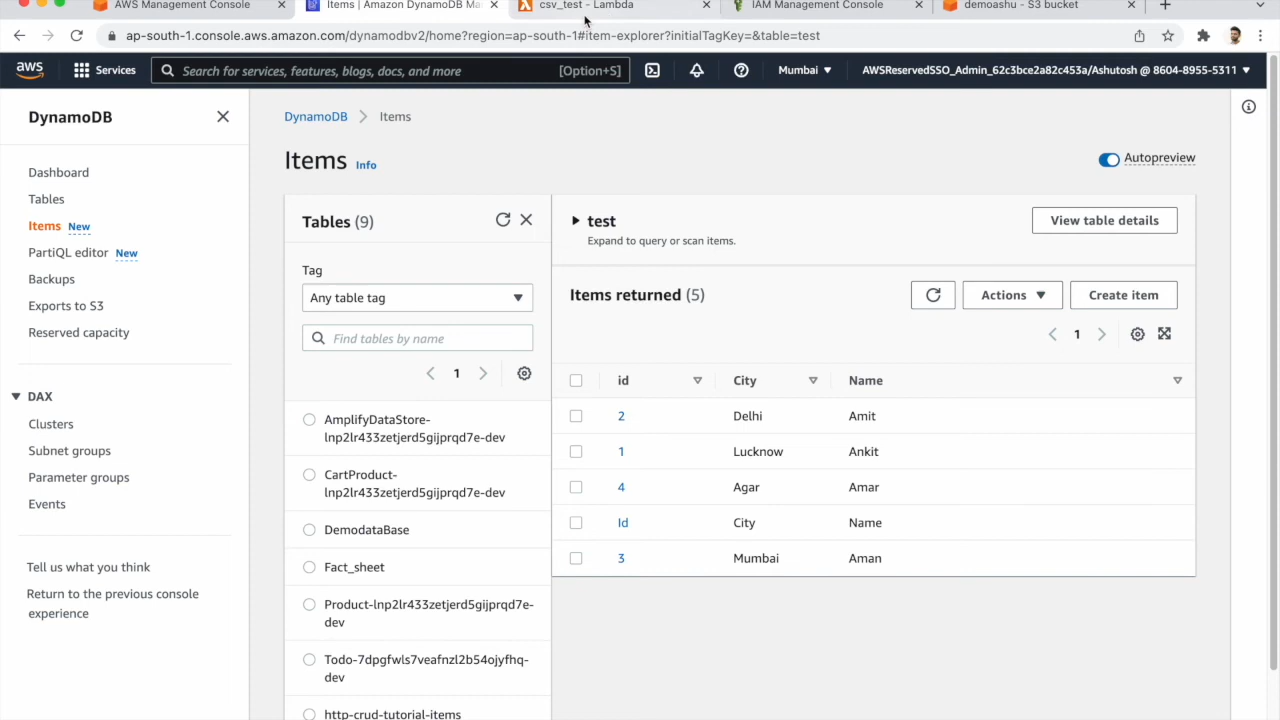 AWS Management Console
Items | Amazon DynamoDB Ma
csv_test - Lambda
IAM Management Console
demoashu - S3 bucket
ap-south-1.console.aws.amazon.com/dynamodbv2/home?region=ap-south-1#item-explorer?initialTagKey=&table=test
aws
Services
Search for services, features, blogs, docs, and more
[Option+S]
Mumbai
AWSReservedSSO_Admin_62c3bce2a82c453a/Ashutosh @ 8604-8955-5311
DynamoDB
Dashboard
Tables
Items New
PartiQL editor New
Backups
Exports to S3
Reserved capacity
DAX
Clusters
Subnet groups
Parameter groups
Events
Tell us what you think
Return to the previous console
experience
DynamoDB > Items
Items Info
Autopreview
Tables (9)
Tag
Any table tag
Find tables by name
1
AmplifyDataStore-
lnp2lr433zetjerd5gijprqd7e-dev
CartProduct-
lnp2lr433zetjerd5gijprqd7e-dev
DemodataBase
Fact_sheet
Product-lnp2lr433zetjerd5gijprqd7e-
dev
Todo-7dpgfwls7veafnzl2b54ojyfhq-
dev
http-crud-tutorial-items
test
Expand to query or scan items.
View table details
Items returned (5)
Actions
Create item
1
id City Name
2 Delhi Amit
1 Lucknow Ankit
4 Agar Amar
Id City Name
3 Mumbai Aman